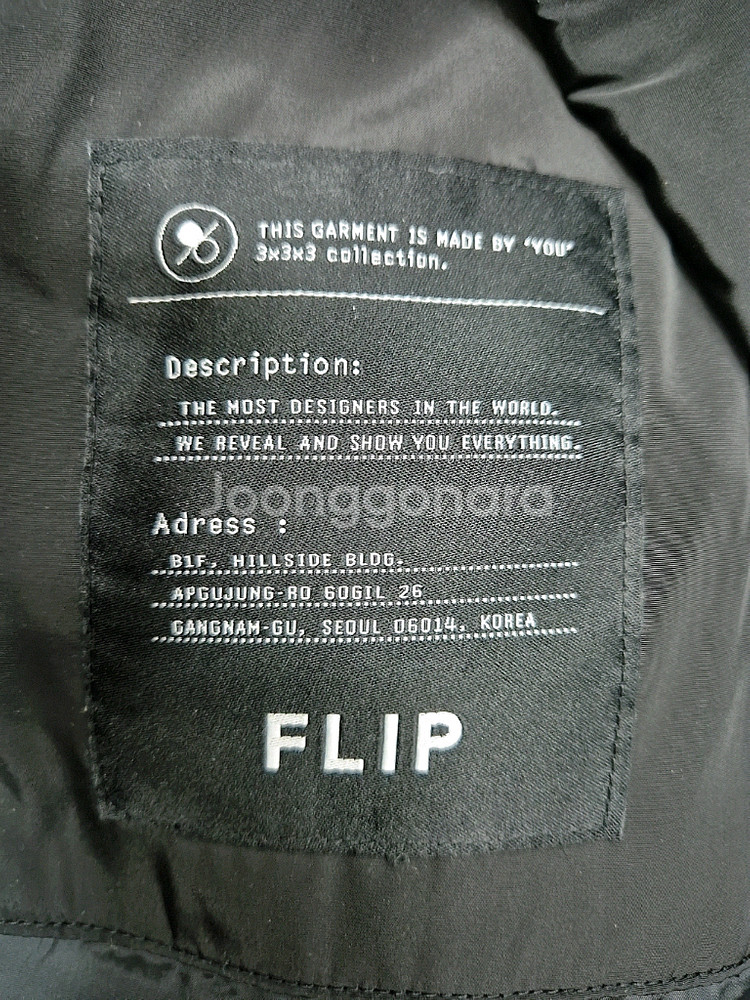 THIS GARMENT IS MADE BY "YOU"
3x3x3 collection.
Description:
THE MOST DESIGNERS IN THE WORLD.
WE REVEAL AND SHOW YOU EVERYTHING.
Joonggonara
Adress :
B1F, HILLSIDE BLDG.
APGUJUNG-RO 60GIL 26
GANGNAM-GU, SEOUL 06014, KOREA
FLIP